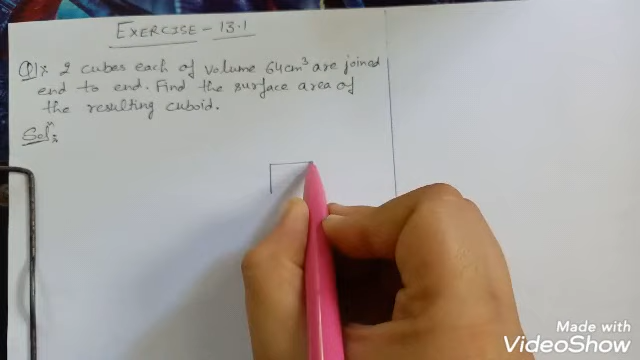 EXERCISE - 13.1
Q1. 2 cubes each of volume 64cm³ are joined
end to end. Find the surface area of
the resulting cuboid.
Solⁿ:
Made with
VideoShow